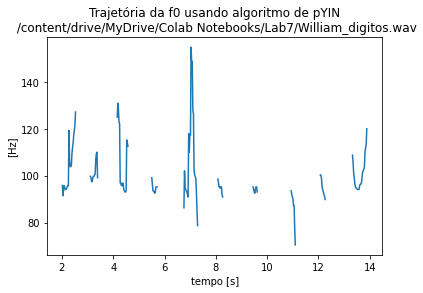 Trajetória da f0 usando algoritmo de pYIN
/content/drive/MyDrive/Colab Notebooks/Lab7/William_digitos.wav
140
120
100
80
[Hz]
2
4
6
8
10
12
14
tempo [s]